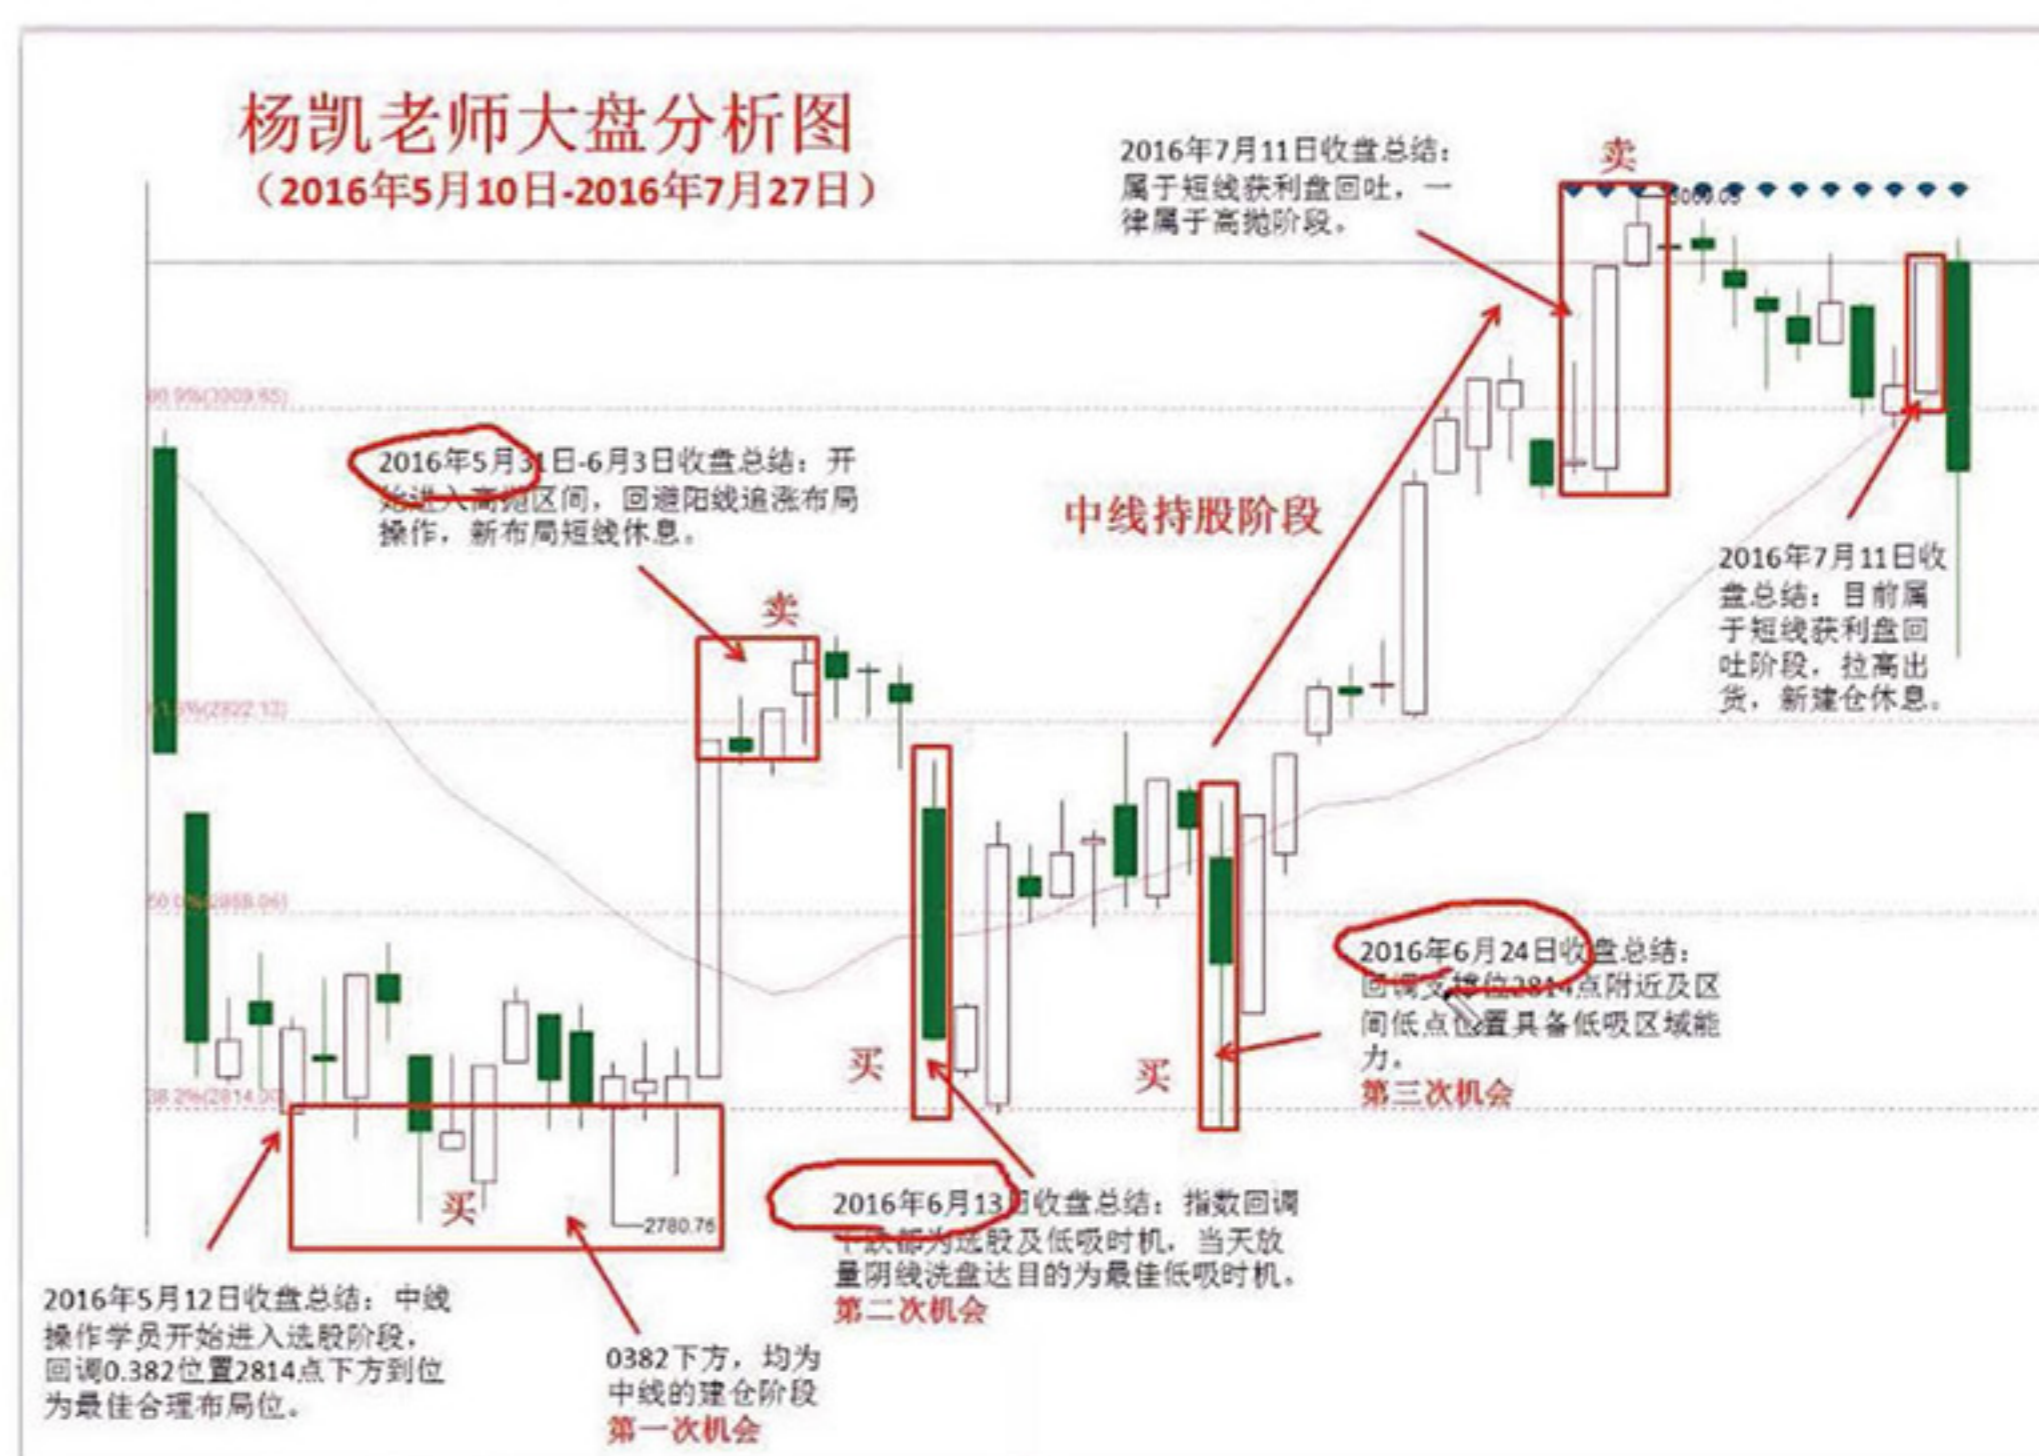 杨凯老师大盘分析图
（2016年5月10日-2016年7月27日）
2016年7月11日收盘总结：
属于短线获利盘回吐，一
律属于高抛阶段。
卖
2016年5月31日-6月3日收盘总结：开
始进入高抛区间，回避阳线追涨布局
操作，新布局短线休息。
卖
中线持股阶段
2016年7月11日收
盘总结：目前属
于短线获利盘回
吐阶段，拉高出
货，新建仓休息。
买
买
2016年6月24日收盘总结：
回调支撑位2814点附近及区
间低点位置具备低吸区域能
力。
第三次机会
买
2780.76
2016年6月13日收盘总结：指数回调
下跌都为选股及低吸时机，当天放
量阴线洗盘达目的为最佳低吸时机。
第二次机会
2016年5月12日收盘总结：中线
操作学员开始进入选股阶段，
回调0.382位置2814点下方到位
为最佳合理布局位。
0382下方，均为
中线的建仓阶段
第一次机会